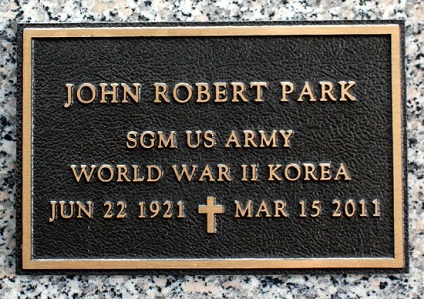 JOHN ROBERT PARK
SGM US ARMY
WORLD WAR II KOREA
JUN 22 1921 MAR 15 2011